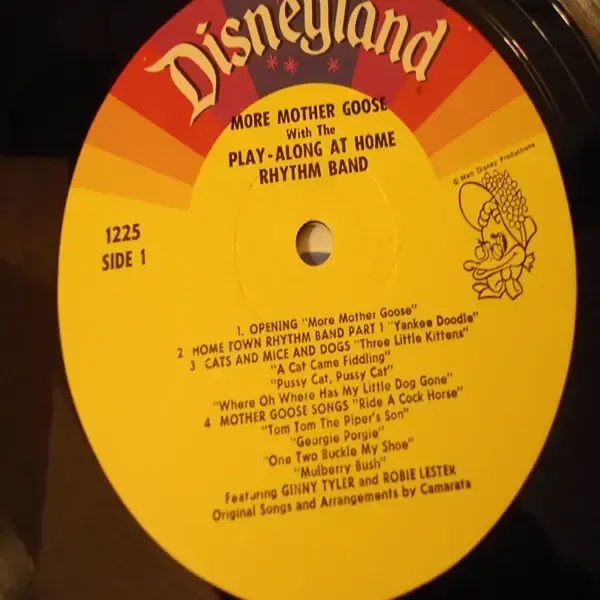 Disneyland
MORE MOTHER GOOSE
With The
PLAY-ALONG AT HOME
RHYTHM BAND
© Walt Disney Productions
1225
SIDE 1
1. OPENING "More Mother Goose"
2 HOME TOWN RHYTHM BAND PART 1 "Yankee Doodle"
3 CATS AND MICE AND DOGS "Three Little Kittens"
"A Cat Came Fiddling"
"Pussy Cat, Pussy Cat"
"Where Oh Where Has My Little Dog Gone"
4 MOTHER GOOSE SONGS "Ride A Cock Horse"
"Tom Tom The Piper's Son"
"Georgie Porgie"
"One Two Buckle My Shoe"
"Mulberry Bush"
Featuring GINNY TYLER and ROBIE LESTER
Original Songs and Arrangements by Camarata